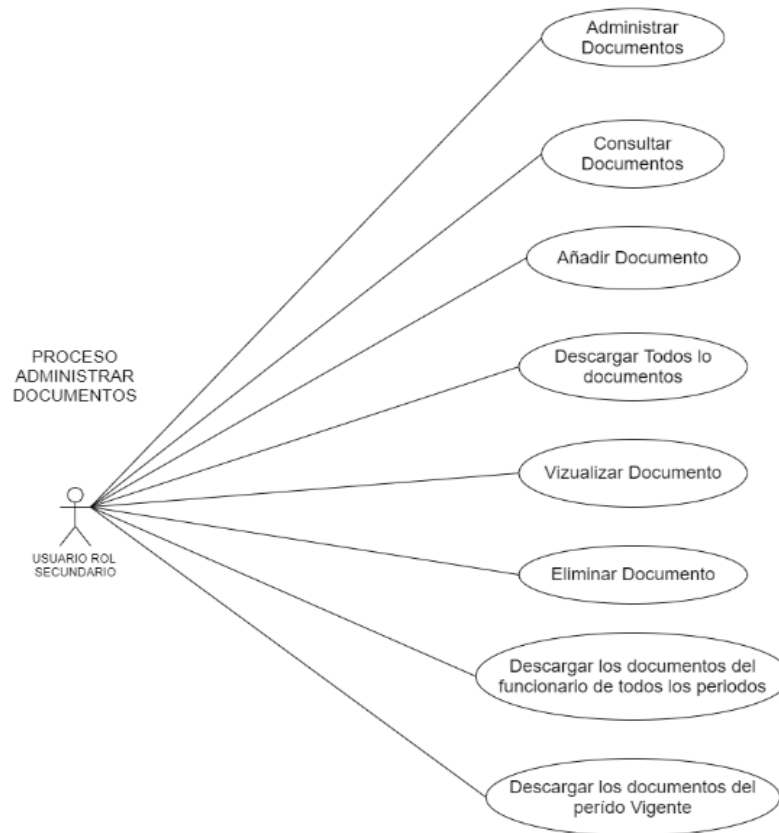 Administrar
Documentos
Consultar
Documentos
Añadir Documento
PROCESO
ADMINISTRAR
DOCUMENTOS
Descargar Todos lo
documentos
Vizualizar Documento
USUARIO ROL
SECUNDARIO
Eliminar Documento
Descargar los documentos del
funcionario de todos los periodos
Descargar los documentos del
perído Vigente